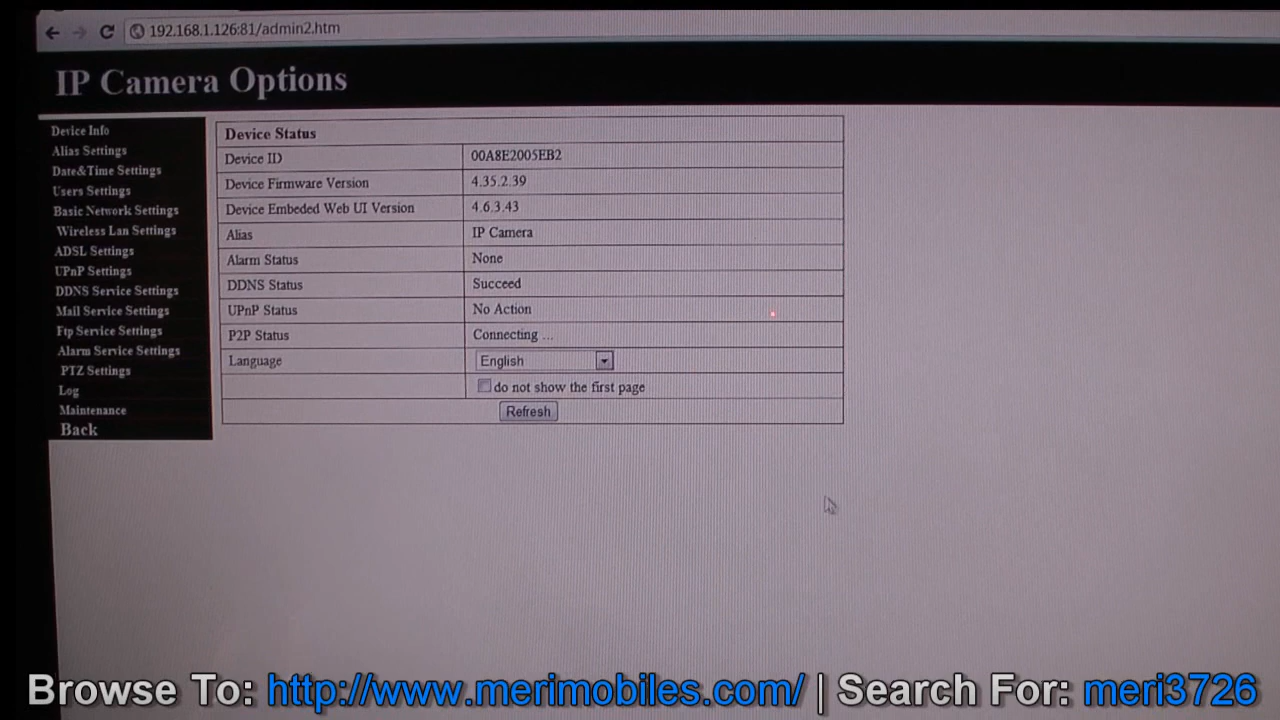 192.168.1.126:81/admin2.htm
IP Camera Options
Device Info
Alias Settings
Date&Time Settings
Users Settings
Basic Network Settings
Wireless Lan Settings
ADSL Settings
UPnP Settings
DDNS Service Settings
Mail Service Settings
Ftp Service Settings
Alarm Service Settings
PTZ Settings
Log
Maintenance
Back
Device Status
Device ID 00A8E2005EB2
Device Firmware Version 4.35.2.39
Device Embeded Web UI Version 4.6.3.43
Alias IP Camera
Alarm Status None
DDNS Status Succeed
UPnP Status No Action
P2P Status Connecting ...
Language English
do not show the first page
Refresh
Browse To: http://www.merimobiles.com/ | Search For: meri3726